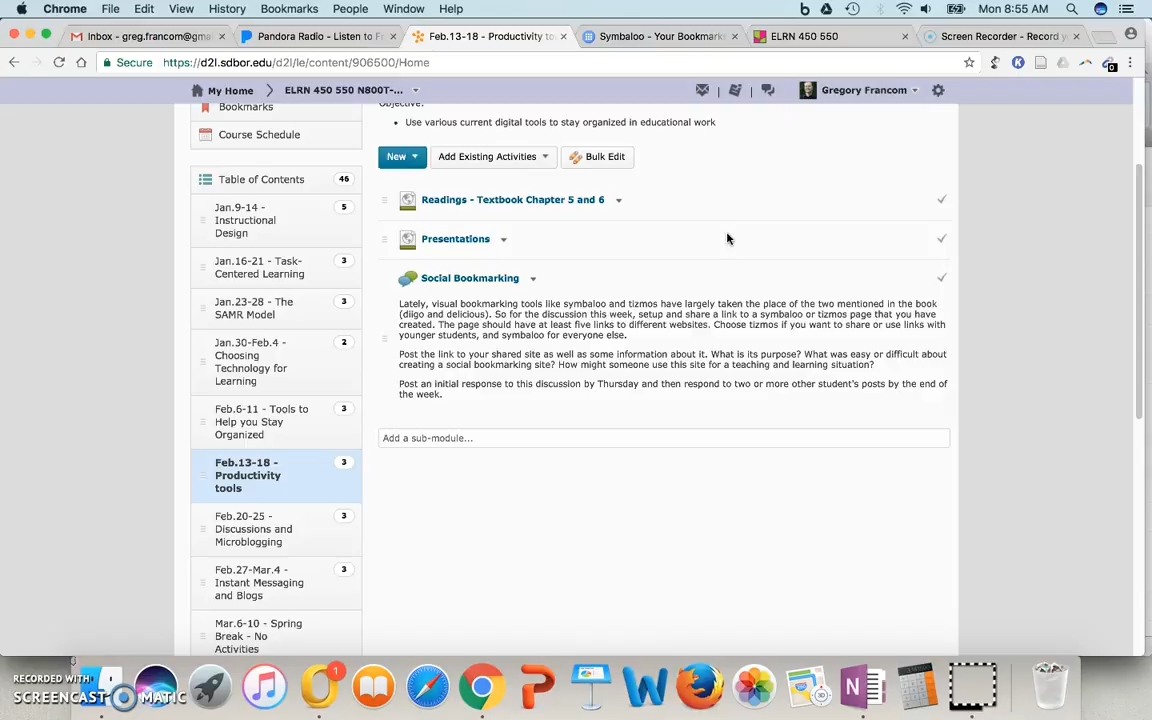 Chrome File Edit View History Bookmarks People Window Help Mon 8:55 AM
Inbox - greg.francom@gma
Pandora Radio - Listen to F
Feb.13-18 - Productivity to
Symbaloo - Your Bookmark
ELRN 450 550
Screen Recorder - Record y
Secure https://d2l.sdbor.edu/d2l/le/content/906500/Home
My Home ELRN 450 550 N800T-... Gregory Francom
Bookmarks
Course Schedule
Table of Contents 46
Jan.9-14 - 5
Instructional
Design
Jan.16-21 - Task- 3
Centered Learning
Jan.23-28 - The 3
SAMR Model
Jan.30-Feb.4 - 2
Choosing
Technology for
Learning
Feb.6-11 - Tools to 3
Help you Stay
Organized
Feb.13-18 - 3
Productivity
tools
Feb.20-25 - 3
Discussions and
Microblogging
Feb.27-Mar.4 - 3
Instant Messaging
and Blogs
Mar.6-10 - Spring
Break - No
Activities
Objective:
• Use various current digital tools to stay organized in educational work
New Add Existing Activities Bulk Edit
Readings - Textbook Chapter 5 and 6
Presentations
Social Bookmarking
Lately, visual bookmarking tools like symbaloo and tizmos have largely taken the place of the two mentioned in the book
(diigo and delicious). So for the discussion this week, setup and share a link to a symbaloo or tizmos page that you have
created. The page should have at least five links to different websites. Choose tizmos if you want to share or use links with
younger students, and symbaloo for everyone else.
Post the link to your shared site as well as some information about it. What is its purpose? What was easy or difficult about
creating a social bookmarking site? How might someone use this site for a teaching and learning situation?
Post an initial response to this discussion by Thursday and then respond to two or more other student's posts by the end of
the week.
Add a sub-module...
RECORDED WITH
SCREENCAST MATIC
1